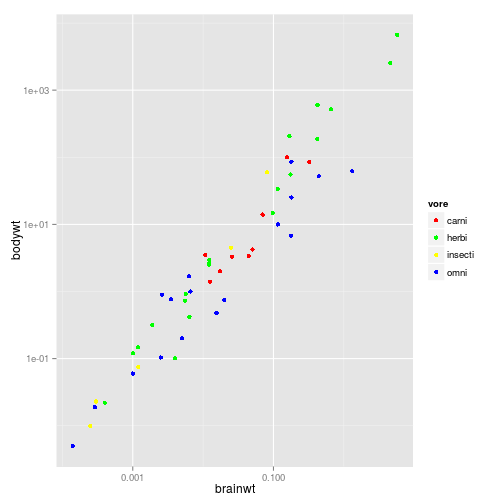 bodywt
1e+03
1e+01
1e-01
0.001
0.100
brainwt
vore
carni
herbi
insecti
omni